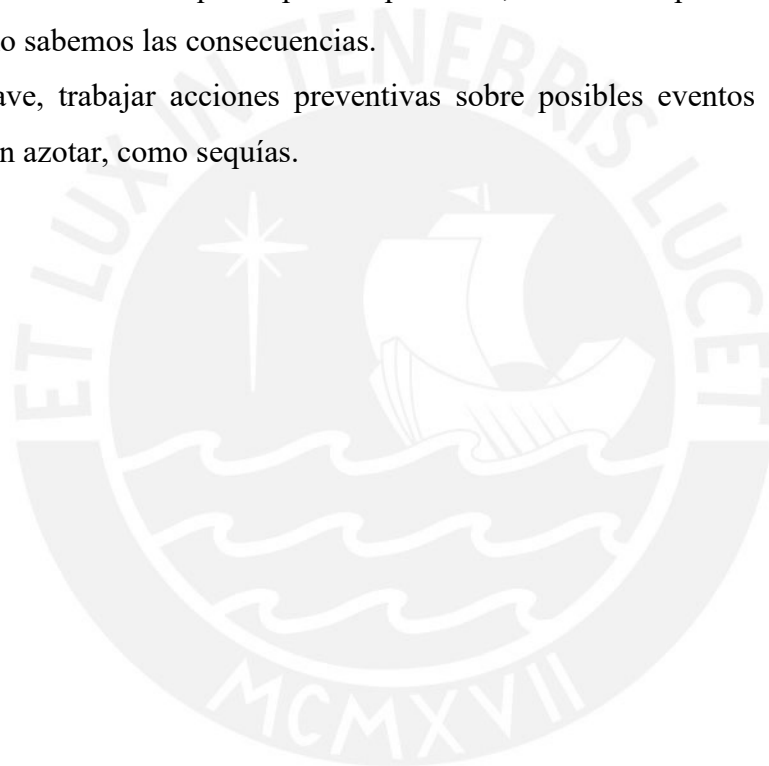 o sabemos las consecuencias.
ave, trabajar acciones preventivas sobre posibles eventos
n azotar, como sequías.
ET LUX IN TENEBRIS LUCET
MCMXVII